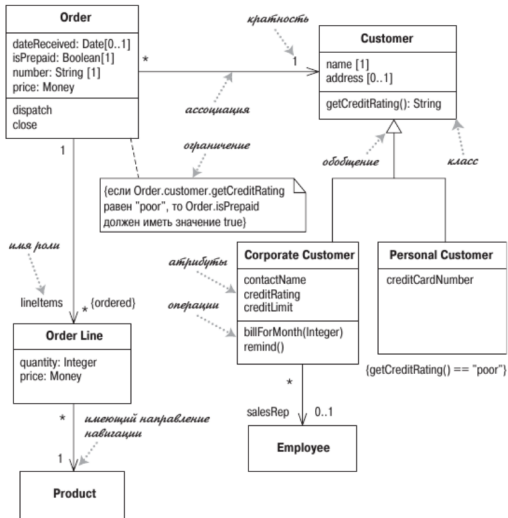 Order
dateReceived: Date[0..1]
isPrepaid: Boolean[1]
number: String [1]
price: Money
dispatch
close
*
1
кратность
ассоциация
Customer
name [1]
address [0..1]
getCreditRating(): String
ограничение
обобщение
класс
1
{если Order.customer.getCreditRating
равен "poor", то Order.isPrepaid
должен иметь значение true}
имя роли
lineItems
* {ordered}
атрибуты
операции
Corporate Customer
contactName
creditRating
creditLimit
billForMonth(Integer)
remind()
Personal Customer
creditCardNumber
{getCreditRating() == "poor"}
Order Line
quantity: Integer
price: Money
*
имеющий направление
навигации
1
Product
*
salesRep
0..1
Employee